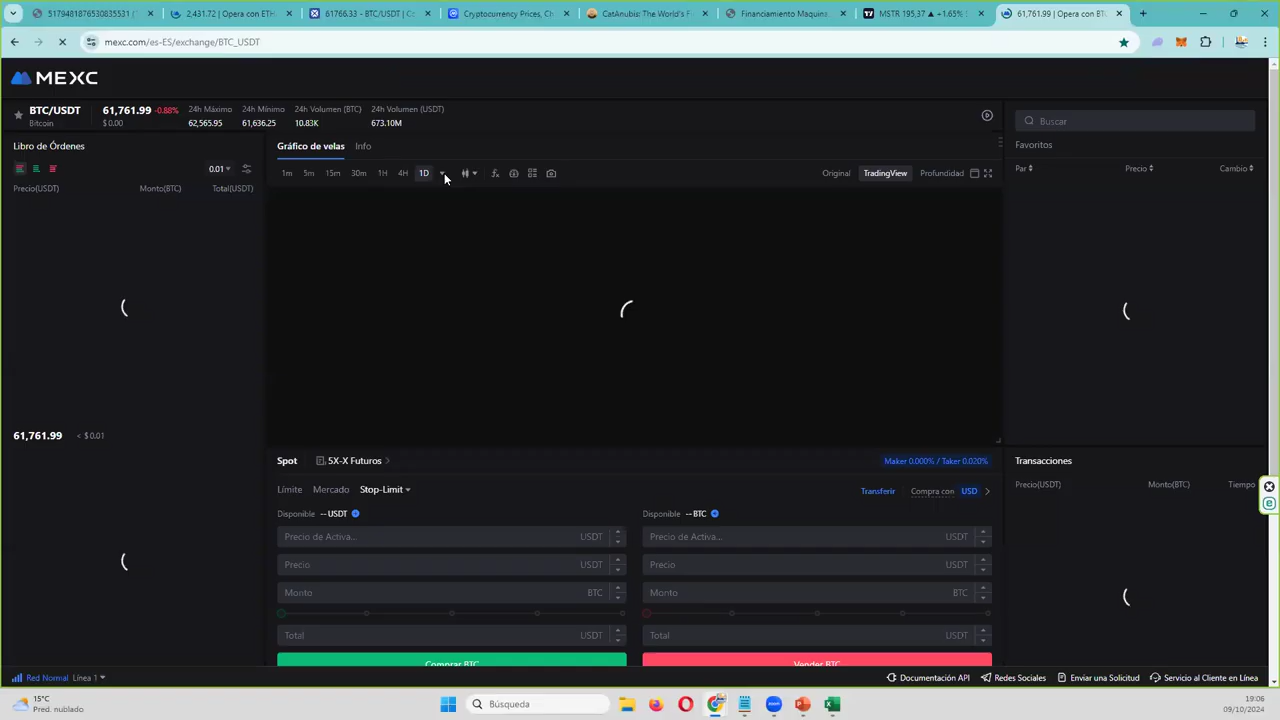 5179481876530835531 (
2,431.72 | Opera con ETH
61766.33 - BTC/USDT | Co
Cryptocurrency Prices, Ch
CatAnubis: The World's F
Financiamiento Maquina
MSTR 195,37 ▲ +1.65% S
61,761.99 | Opera con BT
mexc.com/es-ES/exchange/BTC_USDT
MEXC
BTC/USDT
Bitcoin
61,761.99 -0.88%
$ 0.00
24h Máximo
62,565.95
24h Mínimo
61,636.25
24h Volumen (BTC)
10.83K
24h Volumen (USDT)
673.10M
Buscar
Libro de Órdenes
Gráfico de velas Info
Favoritos
0.01
1m 5m 15m 30m 1H 4H 1D
Original TradingView Profundidad
Par Precio Cambio
Precio(USDT) Monto(BTC) Total(USDT)
61,761.99 < $ 0.01
Spot 5X-X Futuros >
Maker 0.000% / Taker 0.020%
Transacciones
Límite Mercado Stop-Limit
Transferir Compra con USD >
Precio(USDT) Monto(BTC) Tiempo
Disponible -- USDT
Disponible -- BTC
Precio de Activa... USDT
Precio de Activa... USDT
Precio USDT
Precio USDT
Monto BTC
Monto BTC
Total USDT
Total USDT
Comprar BTC
Vender BTC
Red Normal Línea 1
Documentación API Redes Sociales Enviar una Solicitud Servicio al Cliente en Línea
15°C
Pred. nublado
Búsqueda
zoom
19:06
09/10/2024